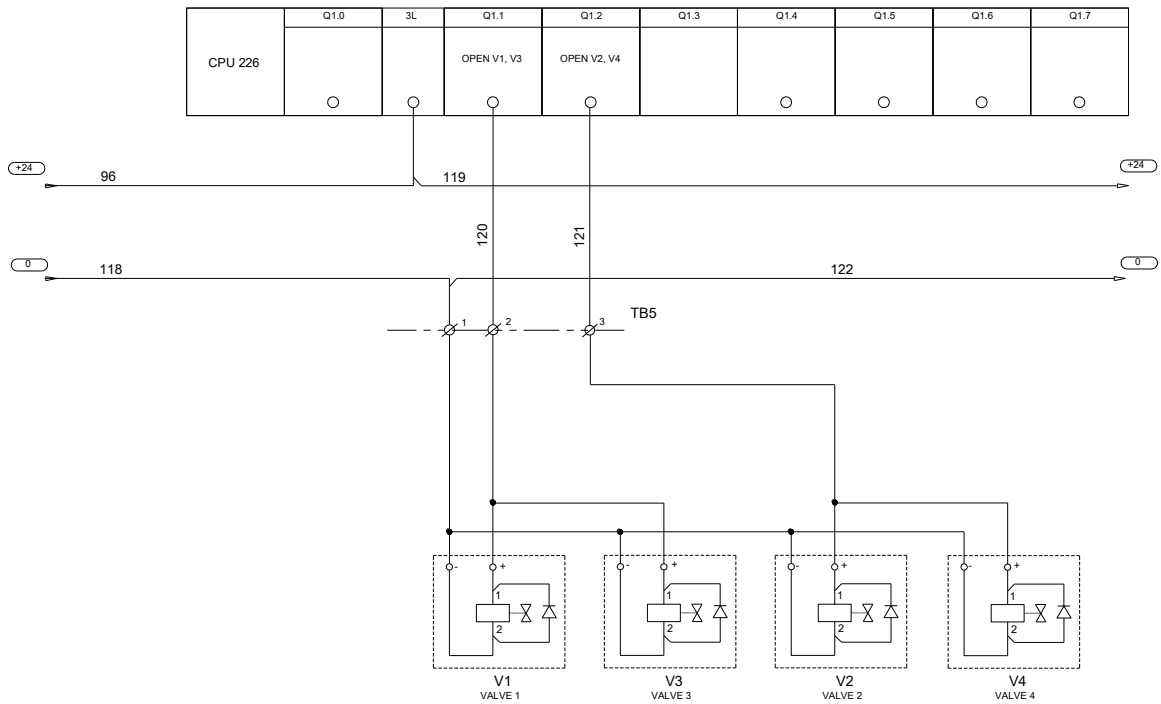 Q1.0 3L Q1.1 Q1.2 Q1.3 Q1.4 Q1.5 Q1.6 Q1.7
CPU 226
OPEN V1, V3
OPEN V2, V4
+24 +24
96 119
120 121
0 0
118 122
TB5
1 2 3
- + - + - + - +
1 1 1 1
2 2 2 2
V1 V3 V2 V4
VALVE 1 VALVE 3 VALVE 2 VALVE 4